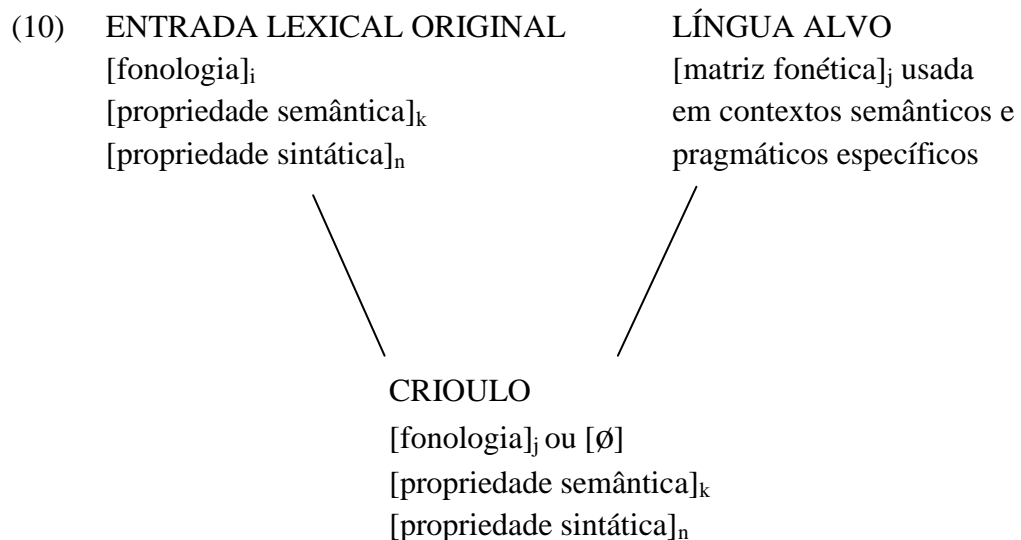 (10) ENTRADA LEXICAL ORIGINAL LÍNGUA ALVO
[fonologia]i [matriz fonética]j usada
[propriedade semântica]k em contextos semânticos e
[propriedade sintática]n pragmáticos específicos
CRIOULO
[fonologia]j ou [ø]
[propriedade semântica]k
[propriedade sintática]n